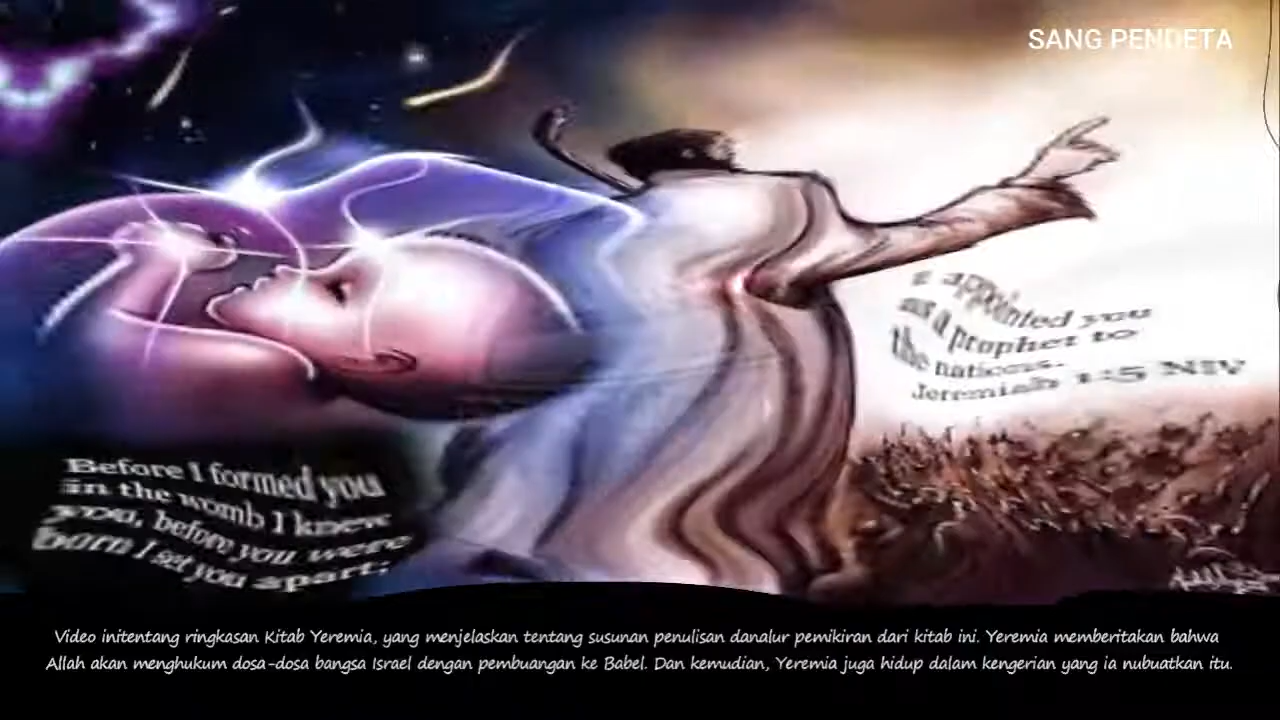 SANG PENDETA
I appointed you
as a prophet to
the nations.
Jeremiah 1:5 NIV
Before I formed you
in the womb I knew
you, before you were
born I set you apart;
Video initentang ringkasan Kitab Yeremia, yang menjelaskan tentang susunan penulisan danalur pemikiran dari kitab ini. Yeremia memberitakan bahwa
Allah akan menghukum dosa-dosa bangsa Israel dengan pembuangan ke Babel. Dan kemudian, Yeremia juga hidup dalam kengerian yang ia nubuatkan itu.